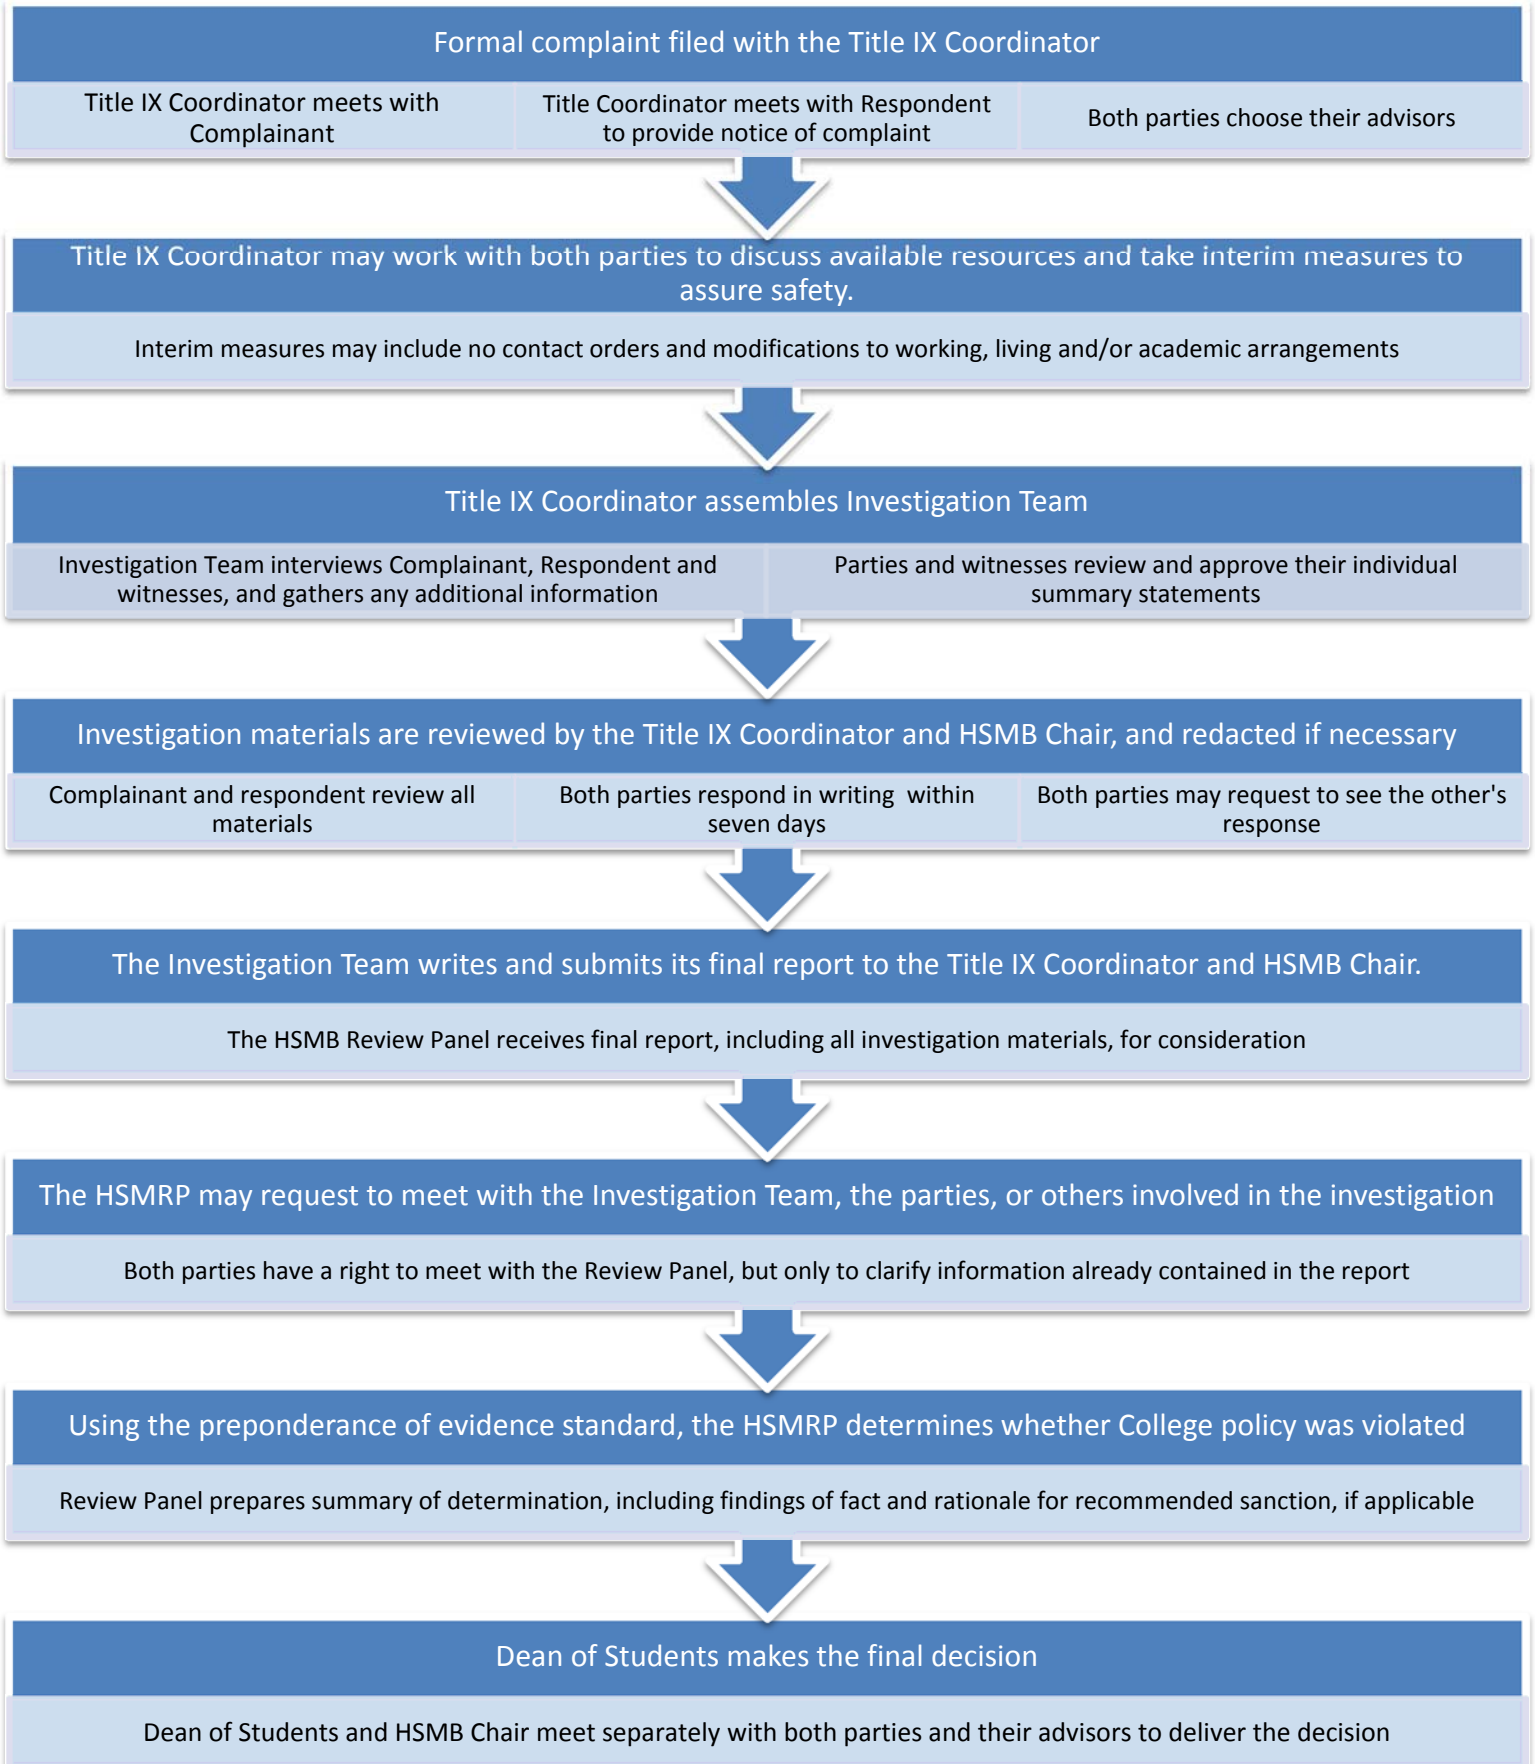 Formal complaint filed with the Title IX Coordinator
Title IX Coordinator meets with
Complainant
Title Coordinator meets with Respondent
to provide notice of complaint
Both parties choose their advisors
Title IX Coordinator may work with both parties to discuss available resources and take interim measures to
assure safety.
Interim measures may include no contact orders and modifications to working, living and/or academic arrangements
Title IX Coordinator assembles Investigation Team
Investigation Team interviews Complainant, Respondent and
witnesses, and gathers any additional information
Parties and witnesses review and approve their individual
summary statements
Investigation materials are reviewed by the Title IX Coordinator and HSMB Chair, and redacted if necessary
Complainant and respondent review all
materials
Both parties respond in writing within
seven days
Both parties may request to see the other's
response
The Investigation Team writes and submits its final report to the Title IX Coordinator and HSMB Chair.
The HSMB Review Panel receives final report, including all investigation materials, for consideration
The HSMRP may request to meet with the Investigation Team, the parties, or others involved in the investigation
Both parties have a right to meet with the Review Panel, but only to clarify information already contained in the report
Using the preponderance of evidence standard, the HSMRP determines whether College policy was violated
Review Panel prepares summary of determination, including findings of fact and rationale for recommended sanction, if applicable
Dean of Students makes the final decision
Dean of Students and HSMB Chair meet separately with both parties and their advisors to deliver the decision